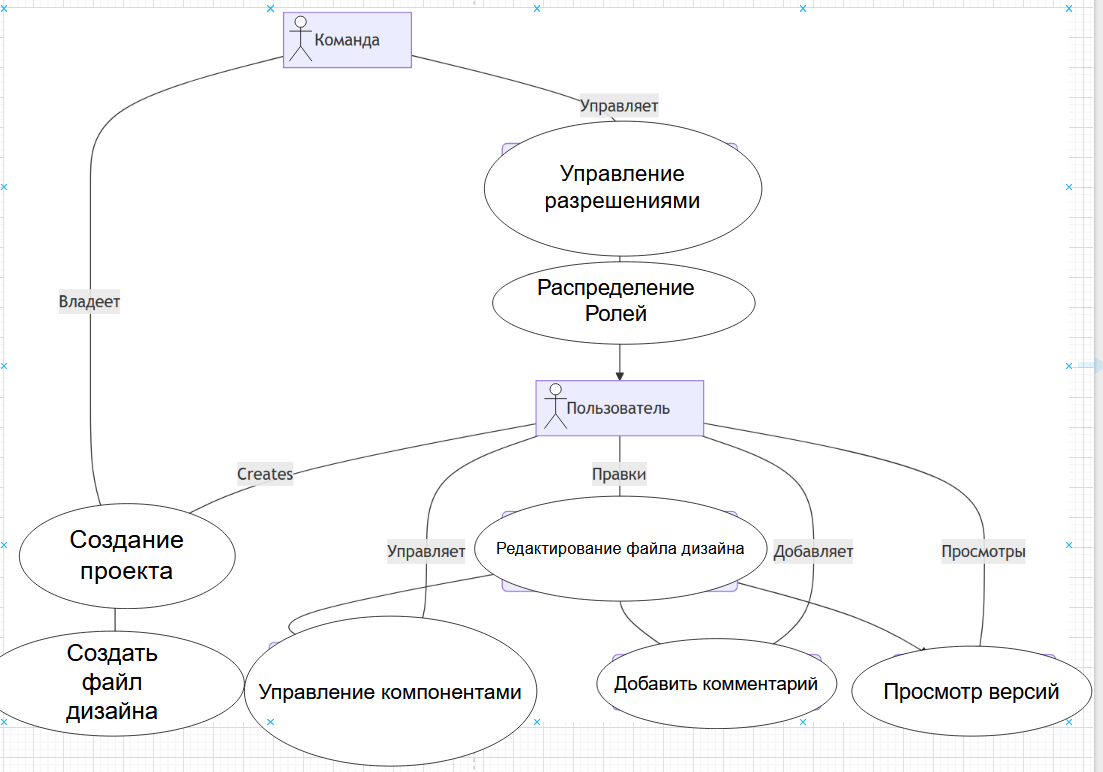 Команда
Управляет
Управление
разрешениями
Распределение
Ролей
Владеет
Пользователь
Creates
Правки
Создание
проекта
Управляет
Редактирование файла дизайна
Добавляет
Просмотры
Создать
файл
дизайна
Управление компонентами
Добавить комментарий
Просмотр версий